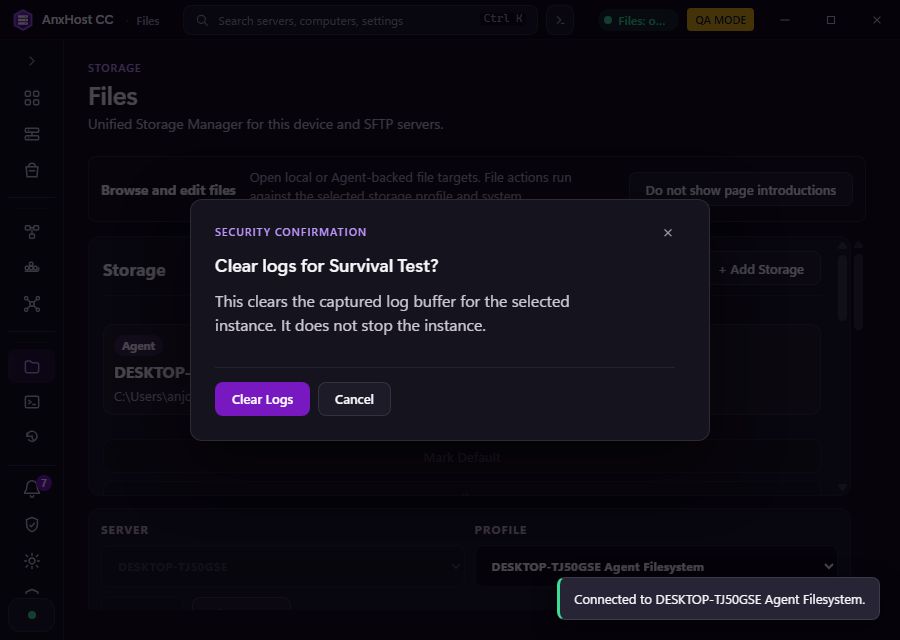 AnxHost CC · Files
Search servers, computers, settings Ctrl K
Files: o...
QA MODE
STORAGE
Files
Unified Storage Manager for this device and SFTP servers.
Browse and edit files
Open local or Agent-backed file targets. File actions run
against the selected storage profile and system.
Do not show page introductions
SECURITY CONFIRMATION
Clear logs for Survival Test?
This clears the captured log buffer for the selected
instance. It does not stop the instance.
Clear Logs
Cancel
Storage
+ Add Storage
Agent
DESKTOP-
C:\Users\anjo
Mark Default
7
SERVER
DESKTOP-TJ50GSE
PROFILE
DESKTOP-TJ50GSE Agent Filesystem
Connected to DESKTOP-TJ50GSE Agent Filesystem.